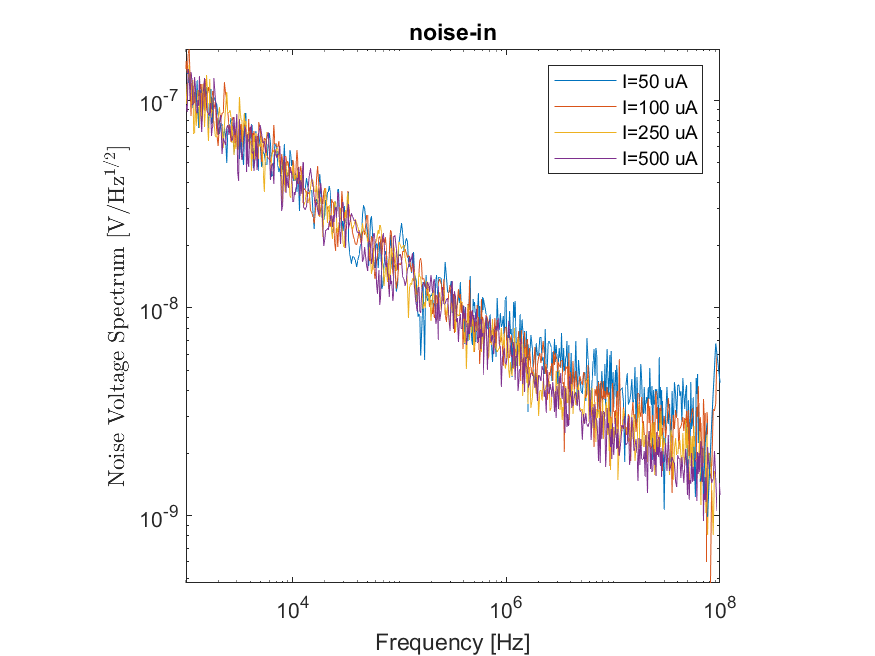 noise-in
I=50 uA
I=100 uA
I=250 uA
I=500 uA
10^-7
10^-8
10^-9
Noise Voltage Spectrum [V/Hz^1/2]
10^4
10^6
10^8
Frequency [Hz]